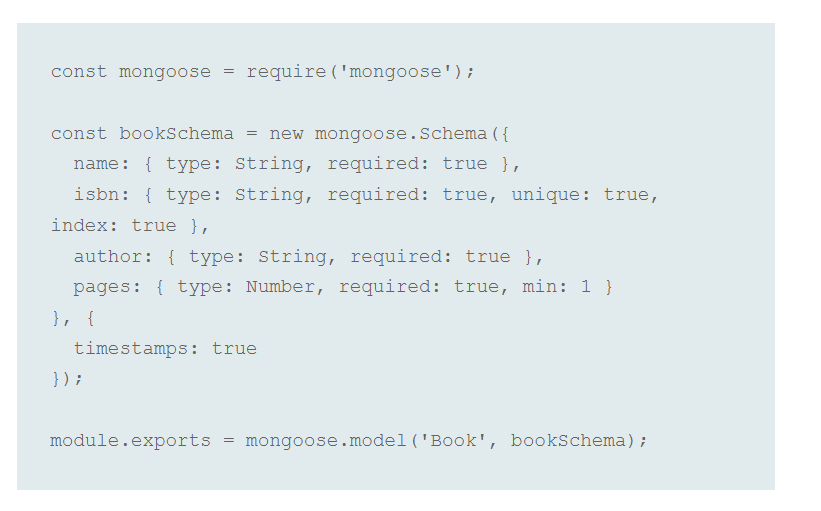 const mongoose = require('mongoose');
const bookSchema = new mongoose.Schema({
  name: { type: String, required: true },
  isbn: { type: String, required: true, unique: true,
index: true },
  author: { type: String, required: true },
  pages: { type: Number, required: true, min: 1 }
}, {
  timestamps: true
});
module.exports = mongoose.model('Book', bookSchema);